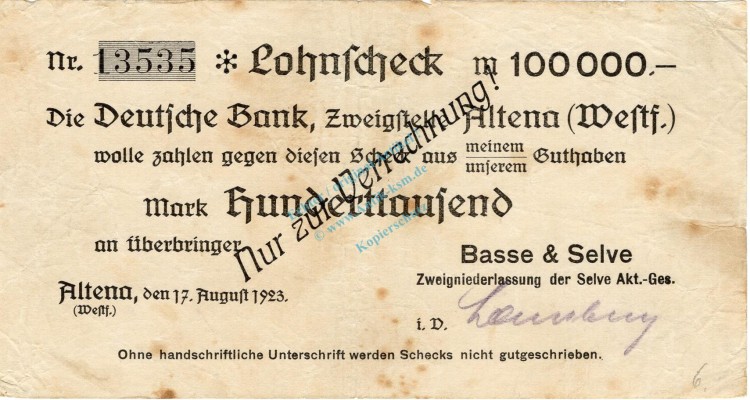 Nr. 13535 * Lohnscheck M 100000.—
Die Deutsche Bank, Zweigstelle Altena (Westf.)
wolle zahlen gegen diesen Scheck aus meinem
unserem Guthaben
Mark Hunderttausend
an Überbringer
Nur zur Verrechnung!
Basse & Selve
Zweigniederlassung der Selve Akt.-Ges.
Altena, den 17. August 1923.
(Westf.)
i. V.
Ohne handschriftliche Unterschrift werden Schecks nicht gutgeschrieben.
6.